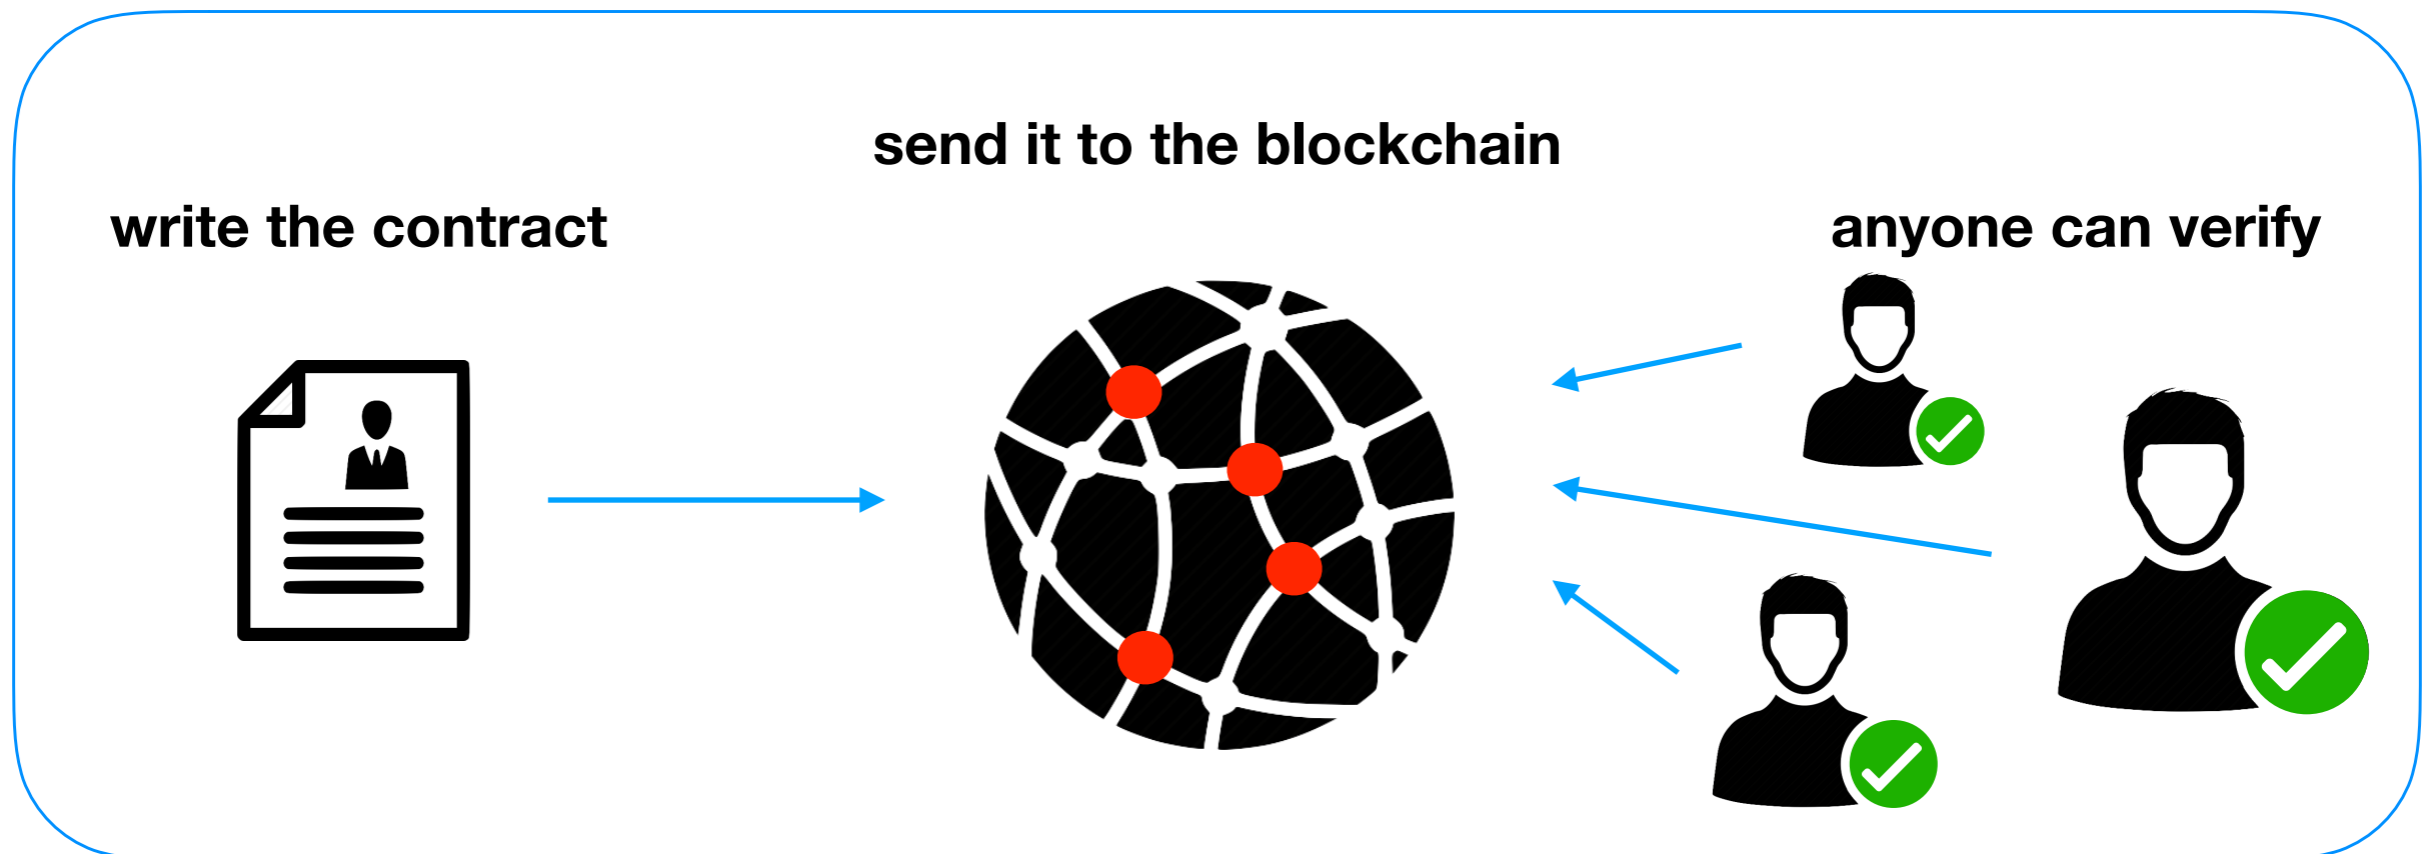 send it to the blockchain
write the contract
anyone can verify